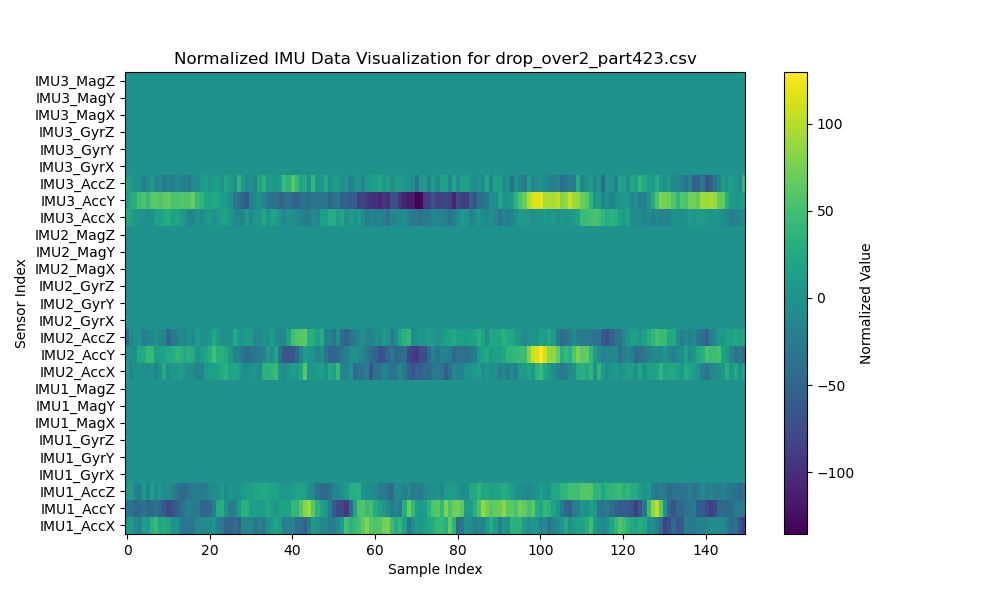 Normalized IMU Data Visualization for drop_over2_part423.csv
IMU3_MagZ
IMU3_MagY
IMU3_MagX
IMU3_GyrZ
IMU3_GyrY
IMU3_GyrX
IMU3_AccZ
IMU3_AccY
IMU3_AccX
IMU2_MagZ
IMU2_MagY
IMU2_MagX
IMU2_GyrZ
IMU2_GyrY
IMU2_GyrX
IMU2_AccZ
IMU2_AccY
IMU2_AccX
IMU1_MagZ
IMU1_MagY
IMU1_MagX
IMU1_GyrZ
IMU1_GyrY
IMU1_GyrX
IMU1_AccZ
IMU1_AccY
IMU1_AccX
Sensor Index
0 20 40 60 80 100 120 140
Sample Index
100
50
0
−50
−100
Normalized Value